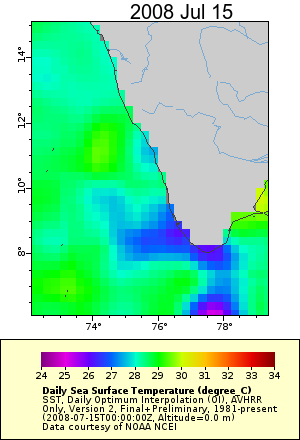 2008 Jul 15
14°
12°
10°
8°
74°
76°
78°
24 25 26 27 28 29 30 31 32 33 34
Daily Sea Surface Temperature (degree_C)
SST, Daily Optimum Interpolation (OI), AVHRR
Only, Version 2, Final+Preliminary, 1981-present
(2008-07-15T00:00:00Z, Altitude=0.0 m)
Data courtesy of NOAA NCEI